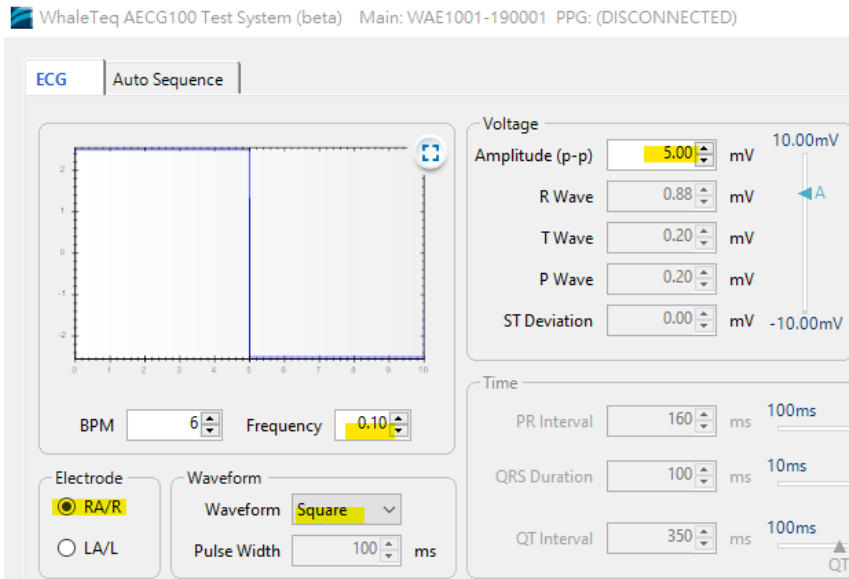 WhaleTeq AECG100 Test System (beta) Main: WAE1001-190001 PPG: (DISCONNECTED)
ECG
Auto Sequence
2
1
0
-1
-2
0 1 2 3 4 5 6 7 8 9 10
BPM 6 Frequency 0.10
Electrode
RA/R
LA/L
Waveform
Waveform Square
Pulse Width 100 ms
Voltage
Amplitude (p-p) 5.00 mV
R Wave 0.88 mV
T Wave 0.20 mV
P Wave 0.20 mV
ST Deviation 0.00 mV
10.00mV
A
-10.00mV
Time
PR Interval 160 ms 100ms
QRS Duration 100 ms 10ms
QT Interval 350 ms 100ms
QT